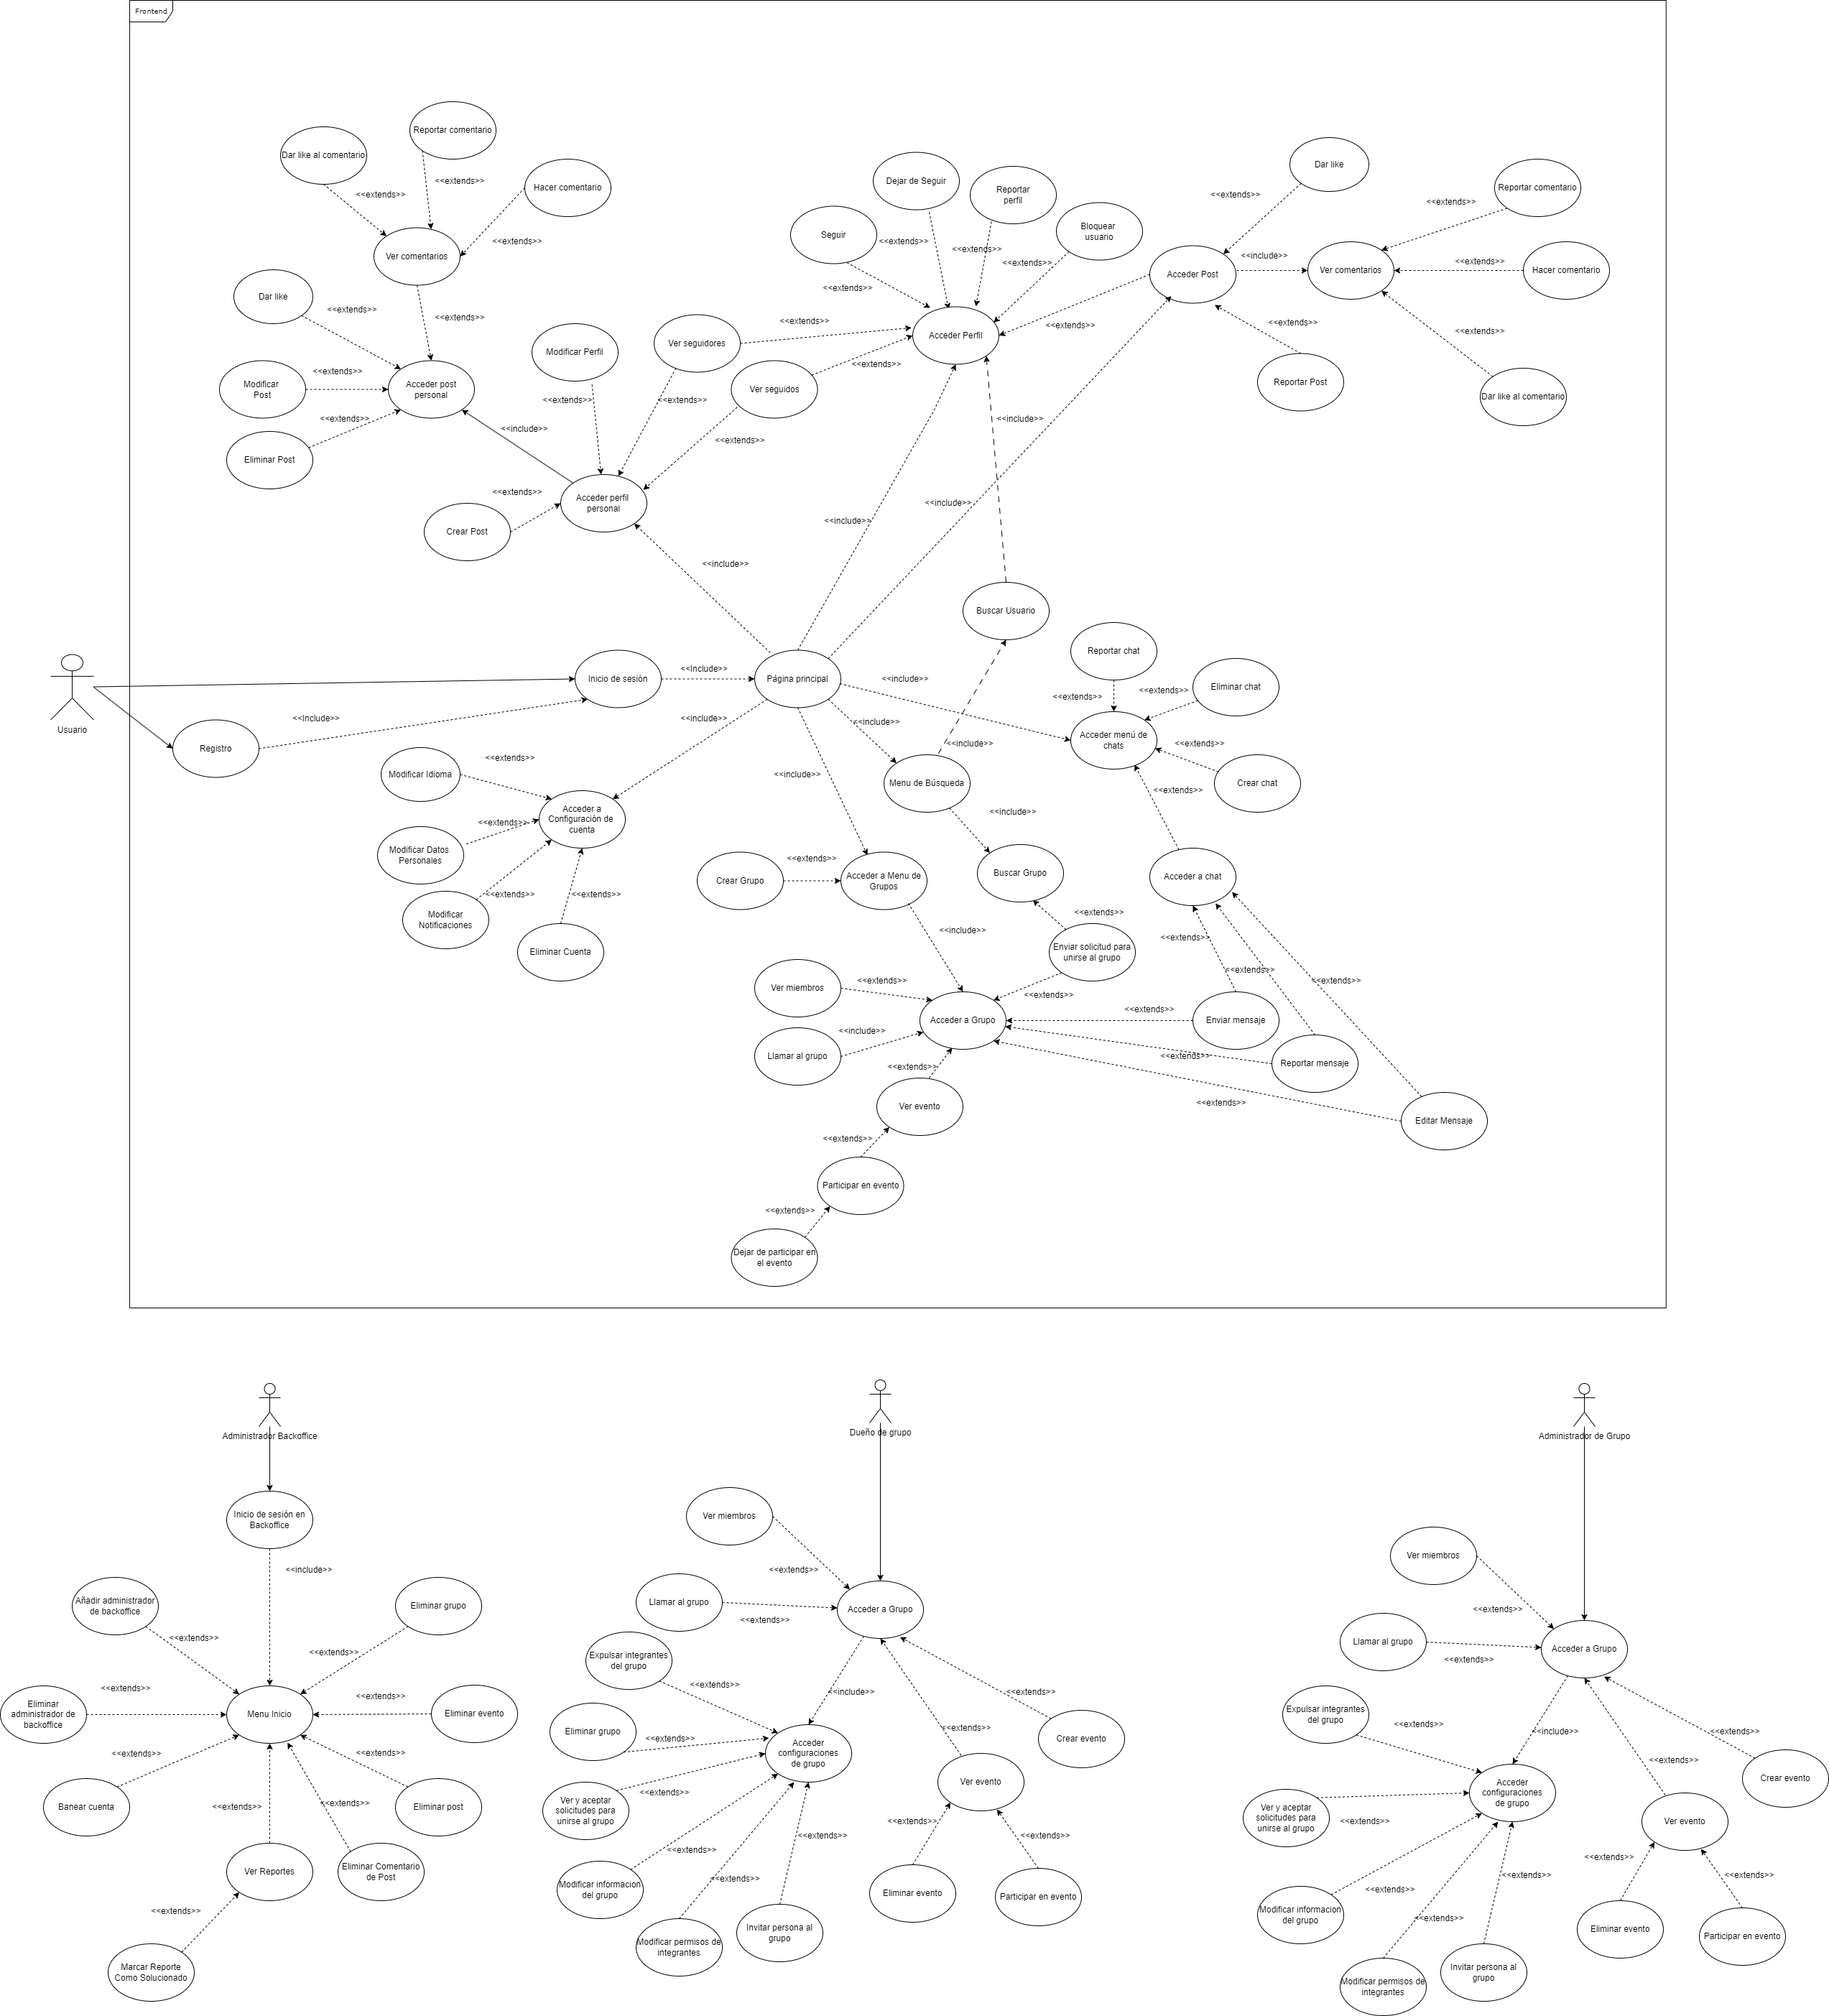 Frontend
Reportar comentario
Dar like al comentario
<<extends>>
<<extends>>
Hacer comentario
<<extends>>
Ver comentarios
Dar like
<<extends>>
<<extends>>
Modificar
Post
<<extends>>
Acceder post
personal
<<extends>>
Eliminar Post
<<include>>
Modificar Perfil
<<extends>>
Ver seguidores
<<extends>>
<<extends>>
Ver seguidos
<<extends>>
<<extends>>
<<extends>>
Crear Post
Acceder perfil
personal
<<include>>
Dejar de Seguir
Reportar
perfil
Seguir
<<extends>>
<<extends>>
Bloquear
usuario
<<extends>>
<<extends>>
Acceder Perfil
<<extends>>
Dar like
<<extends>>
Acceder Post
<<include>>
Ver comentarios
<<extends>>
Reportar comentario
<<extends>>
Hacer comentario
<<extends>>
Dar like al comentario
<<extends>>
Reportar Post
<<include>>
<<include>>
<<include>>
Buscar Usuario
Usuario
Registro
<<Include>>
Inicio de sesión
<<Include>>
Página principal
<<include>>
<<include>>
<<include>>
<<include>>
<<include>>
Menu de Búsqueda
<<include>>
Buscar Grupo
Reportar chat
<<extends>>
<<extends>>
Eliminar chat
Acceder menú de
chats
<<extends>>
Crear chat
<<extends>>
Acceder a chat
Modificar Idioma
<<extends>>
Acceder a
Configuración de
cuenta
<<extends>>
Modificar Datos
Personales
<<extends>>
<<extends>>
Modificar
Notificaciones
Eliminar Cuenta
Crear Grupo
<<extends>>
Acceder a Menu de
Grupos
<<include>>
<<extends>>
Enviar solicitud para
unirse al grupo
<<extends>>
<<extends>>
<<extends>>
<<extends>>
Ver miembros
<<extends>>
Acceder a Grupo
<<extends>>
Enviar mensaje
<<include>>
Llamar al grupo
<<extends>>
<<extends>>
Reportar mensaje
Ver evento
<<extends>>
Editar Mensaje
<<extends>>
Participar en evento
<<extends>>
Dejar de participar en
el evento
Administrador Backoffice
Inicio de sesión en
Backoffice
<<include>>
Añadir administrador
de backoffice
<<extends>>
Eliminar grupo
<<extends>>
Eliminar
administrador de
backoffice
<<extends>>
Menu Inicio
<<extends>>
Eliminar evento
<<extends>>
<<extends>>
Banear cuenta
<<extends>>
<<extends>>
Eliminar post
Ver Reportes
Eliminar Comentario
de Post
<<extends>>
Marcar Reporte
Como Solucionado
Dueño de grupo
Ver miembros
<<extends>>
Llamar al grupo
<<extends>>
Acceder a Grupo
Expulsar integrantes
del grupo
<<extends>>
<<include>>
<<extends>>
<<extends>>
Crear evento
Eliminar grupo
<<extends>>
Acceder
configuraciones
de grupo
Ver evento
Ver y aceptar
solicitudes para
unirse al grupo
<<extends>>
<<extends>>
<<extends>>
<<extends>>
<<extends>>
<<extends>>
Modificar informacion
del grupo
Eliminar evento
Participar en evento
Modificar permisos de
integrantes
Invitar persona al
grupo
Administrador de Grupo
Ver miembros
<<extends>>
Llamar al grupo
<<extends>>
Acceder a Grupo
Expulsar integrantes
del grupo
<<extends>>
<<include>>
<<extends>>
<<extends>>
Crear evento
Acceder
configuraciones
de grupo
Ver y aceptar
solicitudes para
unirse al grupo
<<extends>>
Ver evento
<<extends>>
<<extends>>
<<extends>>
<<extends>>
<<extends>>
Modificar informacion
del grupo
Eliminar evento
Participar en evento
Modificar permisos de
integrantes
Invitar persona al
grupo